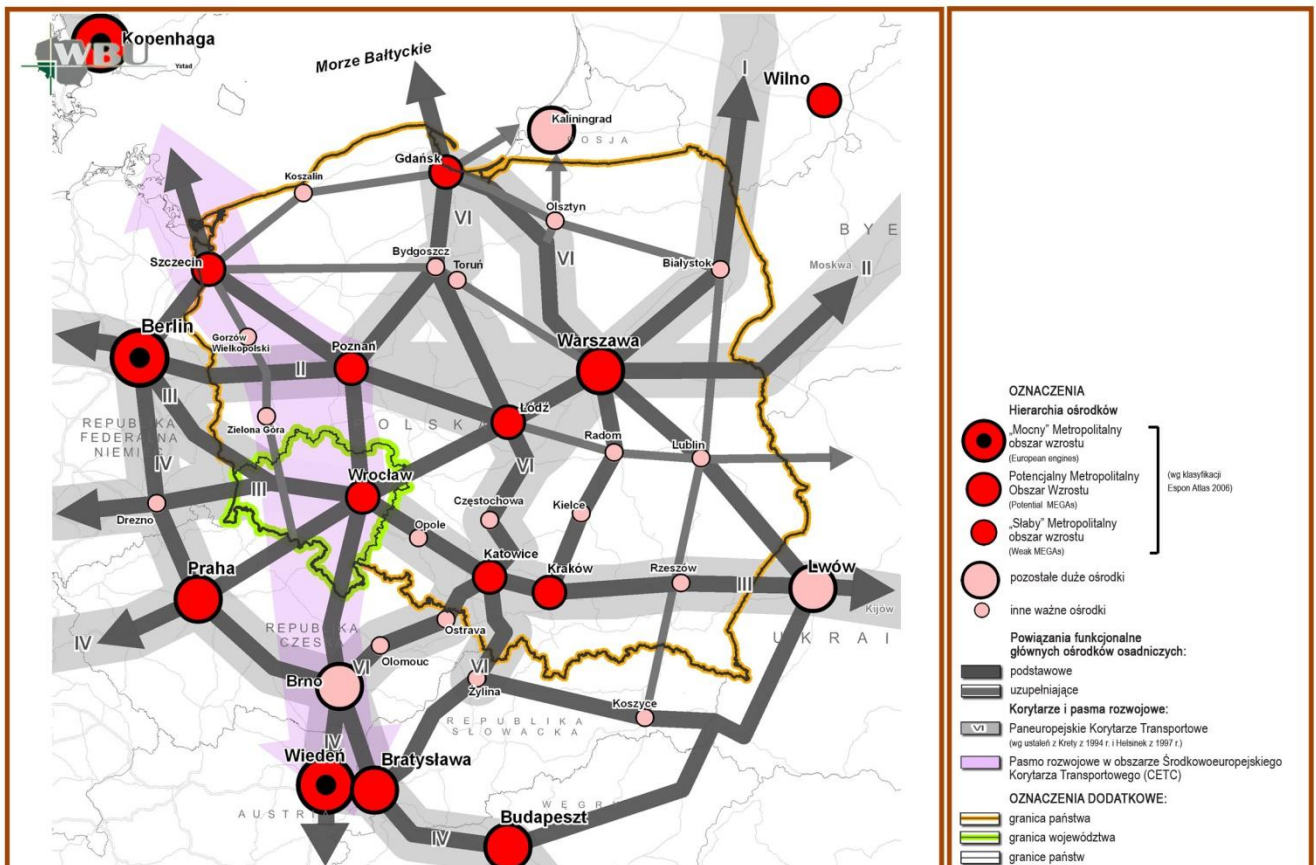 Kopenhaga
WBU
Ystad
Morze Bałtyckie
I
Wilno
Kaliningrad
ROSJA
Gdańsk
Koszalin
VI
Olsztyn
VI
BYE
Szczecin
Bydgoszcz
Toruń
Białystok
Moskwa
II
Berlin
Gorzów
Wielkopolski
Poznań
Warszawa
II
III
Zielona Góra
POLSKA
Łódź
REPUBLIKA
FEDERALNA
NIEMIEC
Radom
Lublin
IV
VI
Wrocław
III
Częstochowa
Kielce
Drezno
Opole
Praha
Katowice
Kraków
Rzeszów
III
Lwów
Kijów
IV
REPUBLIKA
CZESKA
Ostrava
UKRAI
VI
Olomouc
VI
Brno
Żylina
Koszyce
REPUBLIKA
SŁOWACKA
IV
Wiedeń
Bratysława
AUSTRIA
WĘGRY
Budapeszt
IV
OZNACZENIA
Hierarchia ośrodków
„Mocny” Metropolitalny
obszar wzrostu
(European engines)
Potencjalny Metropolitalny
Obszar Wzrostu
(Potential MEGAs)
„Słaby” Metropolitalny
obszar wzrostu
(Weak MEGAs)
(wg klasyfikacji
Espon Atlas 2006)
pozostałe duże ośrodki
inne ważne ośrodki
Powiązania funkcjonalne
głównych ośrodków osadniczych:
podstawowe
uzupełniające
Korytarze i pasma rozwojowe:
VI
Paneuropejskie Korytarze Transportowe
(wg ustaleń z Krety z 1994 r. i Helsinek z 1997 r.)
Pasmo rozwojowe w obszarze Środkowoeuropejskiego
Korytarza Transportowego (CETC)
OZNACZENIA DODATKOWE:
granica państwa
granica województwa
granice państw